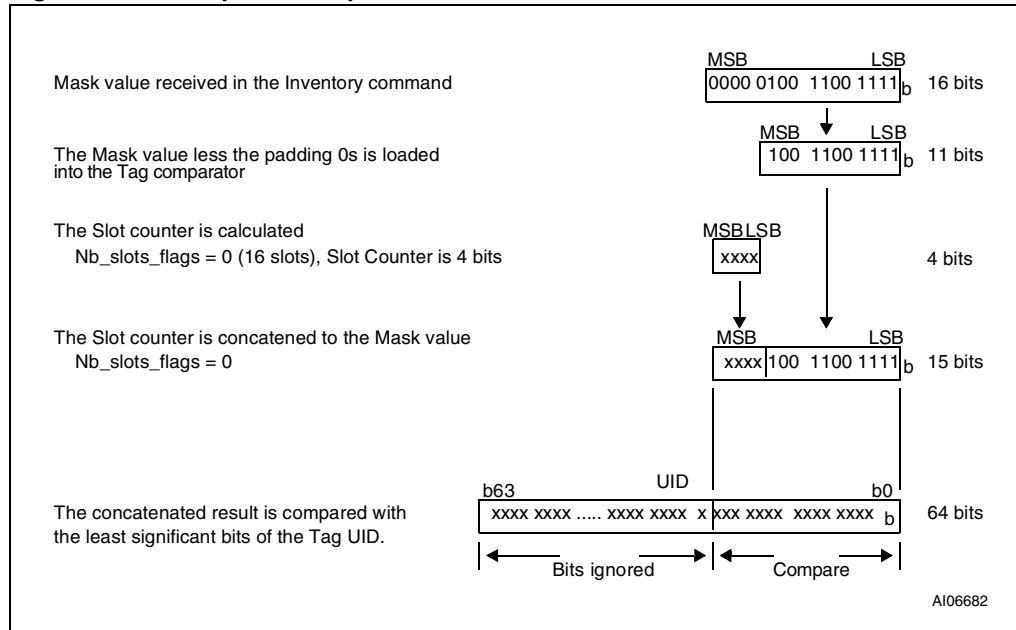 MSB LSB
Mask value received in the Inventory command 0000 0100 1100 1111 b 16 bits
MSB LSB
The Mask value less the padding 0s is loaded
into the Tag comparator
100 1100 1111 b 11 bits
The Slot counter is calculated
MSB LSB
Nb_slots_flags = 0 (16 slots), Slot Counter is 4 bits xxxx 4 bits
The Slot counter is concatened to the Mask value
MSB LSB
Nb_slots_flags = 0 xxxx 100 1100 1111 b 15 bits
UID
b63 b0
The concatenated result is compared with
the least significant bits of the Tag UID.
xxxx xxxx ..... xxxx xxxx x xxx xxxx xxxx xxxx b 64 bits
Bits ignored Compare
AI06682